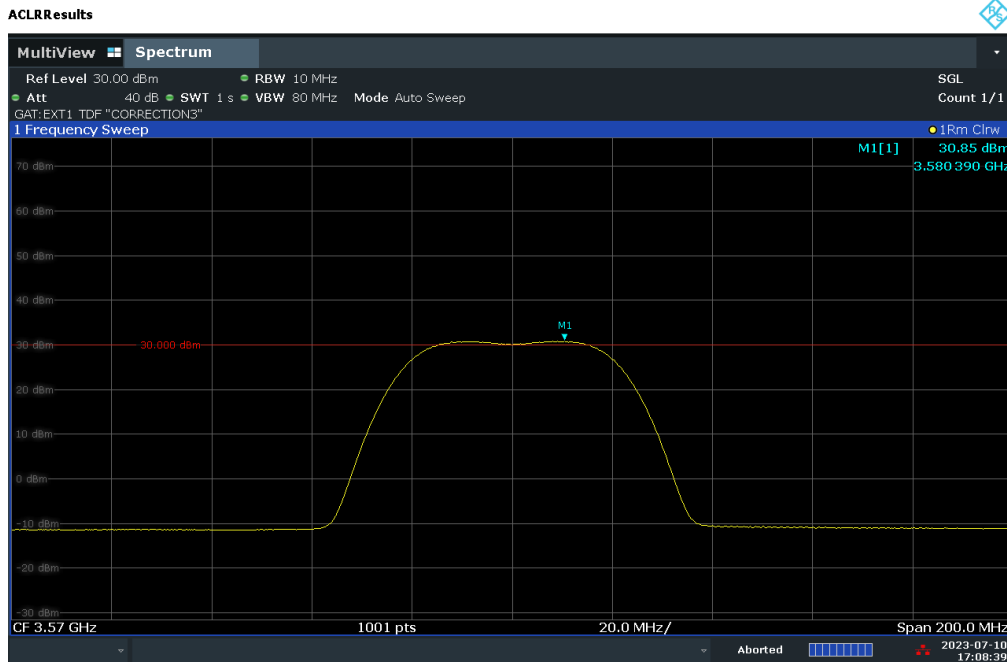 ACLRResults
R&S
MultiView Spectrum
Ref Level 30.00 dBm RBW 10 MHz SGL
Att 40 dB SWT 1 s VBW 80 MHz Mode Auto Sweep Count 1/1
GAT:EXT1 TDF "CORRECTION3"
1 Frequency Sweep 1Rm Clrw
M1[1] 30.85 dBm
3.580 390 GHz
70 dBm
60 dBm
50 dBm
40 dBm
M1
30 dBm 30.000 dBm
20 dBm
10 dBm
0 dBm
-10 dBm
-20 dBm
-30 dBm
CF 3.57 GHz 1001 pts 20.0 MHz/ Span 200.0 MHz
Aborted 2023-07-10
17:08:39